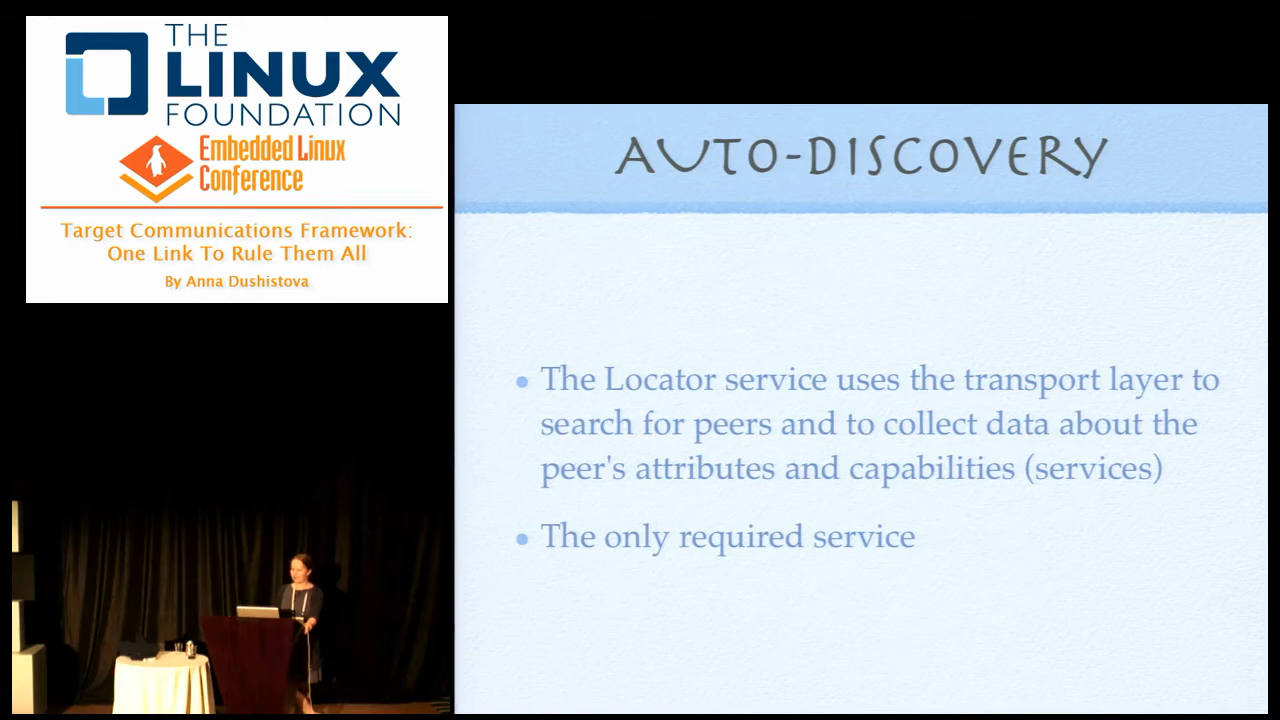 THE
LINUX
FOUNDATION
Embedded Linux
Conference
Target Communications Framework:
One Link To Rule Them All
By Anna Dushistova
AUTO-DISCOVERY
• The Locator service uses the transport layer to
search for peers and to collect data about the
peer's attributes and capabilities (services)
• The only required service